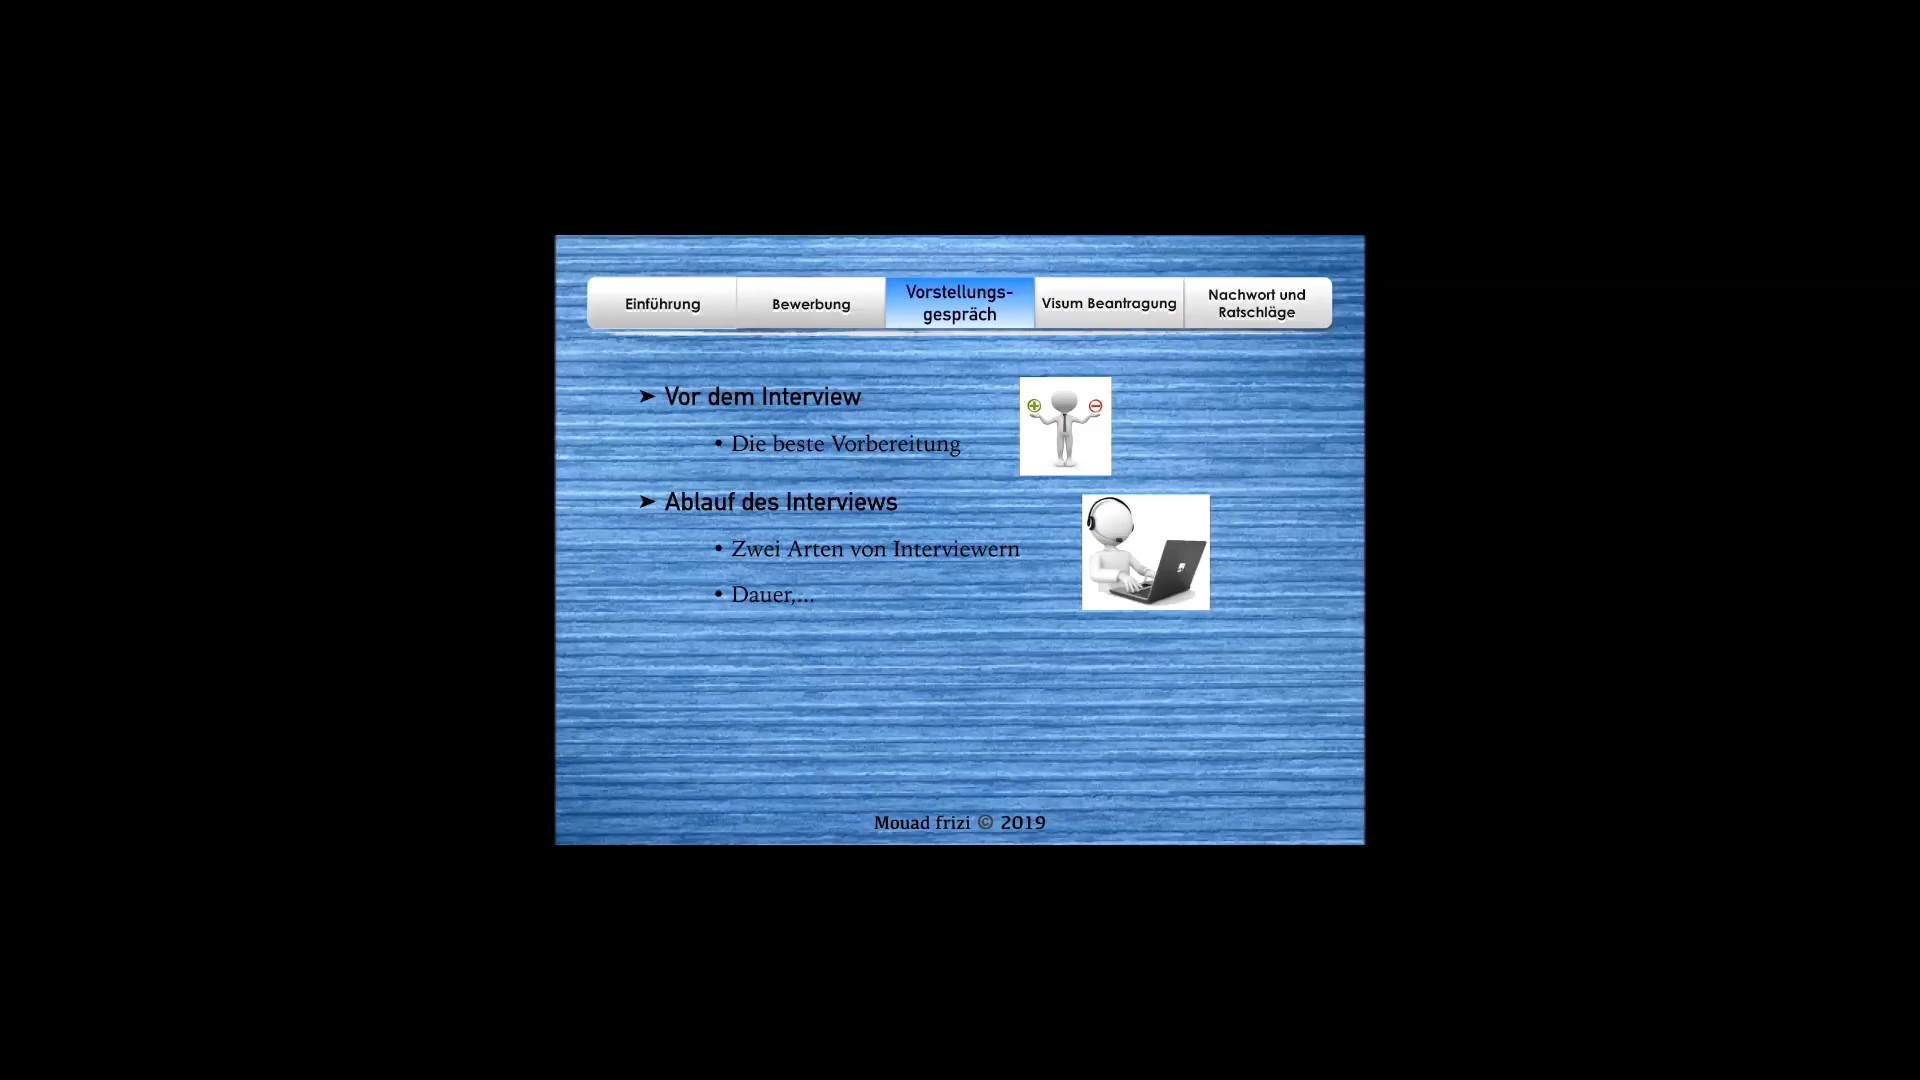 Einführung
Bewerbung
Vorstellungs-
gespräch
Visum Beantragung
Nachwort und
Ratschläge
➤ Vor dem Interview
• Die beste Vorbereitung
➤ Ablauf des Interviews
• Zwei Arten von Interviewern
• Dauer,...
Mouad frizi © 2019